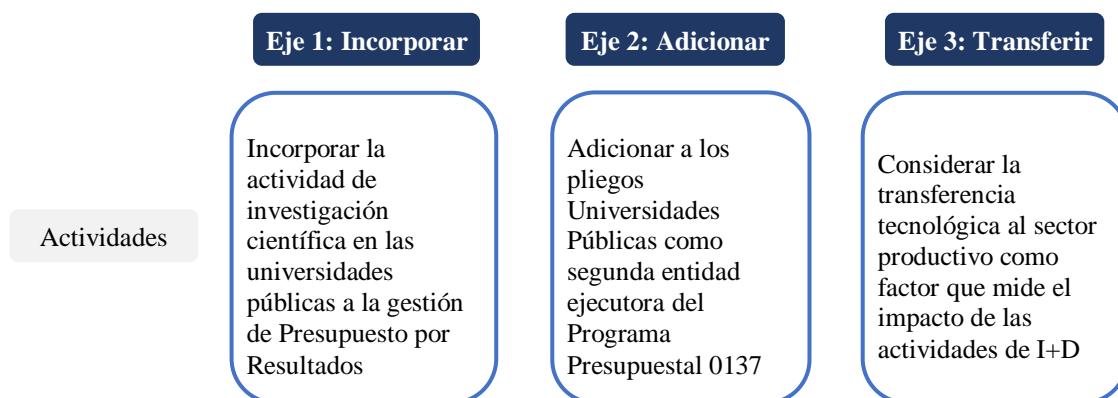 Eje 1: Incorporar
Eje 2: Adicionar
Eje 3: Transferir
Actividades
Incorporar la
actividad de
investigación
científica en las
universidades
públicas a la gestión
de Presupuesto por
Resultados
Adicionar a los
pliegos
Universidades
Públicas como
segunda entidad
ejecutora del
Programa
Presupuestal 0137
Considerar la
transferencia
tecnológica al sector
productivo como
factor que mide el
impacto de las
actividades de I+D